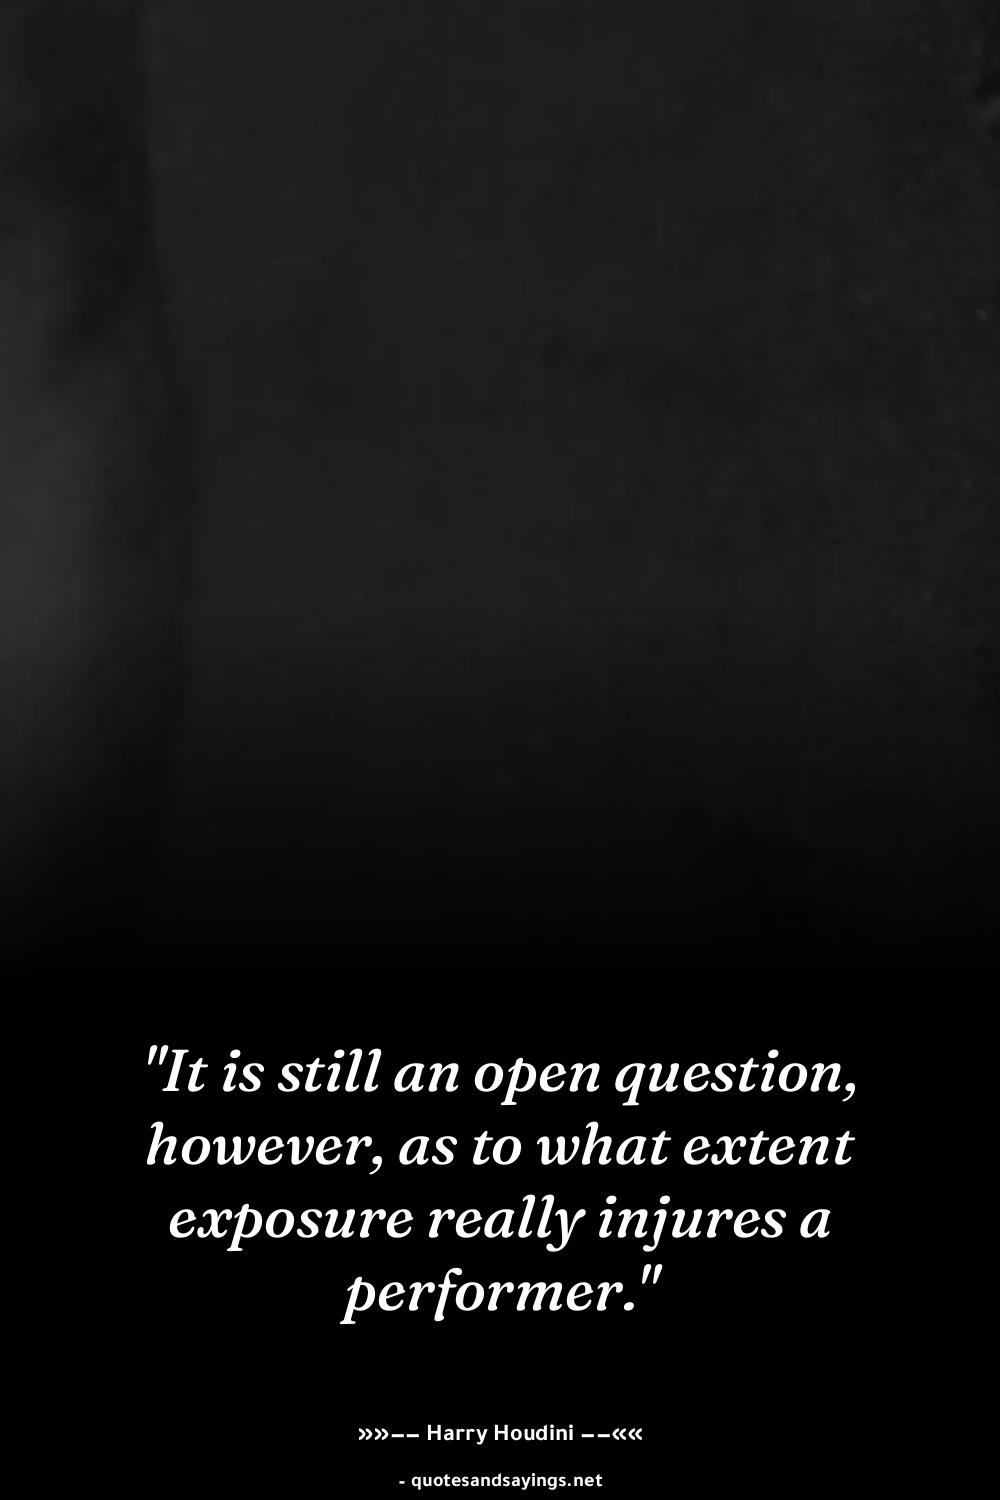 "It is still an open question,
however, as to what extent
exposure really injures a
performer."
»»–– Harry Houdini ––««
- quotesandsayings.net